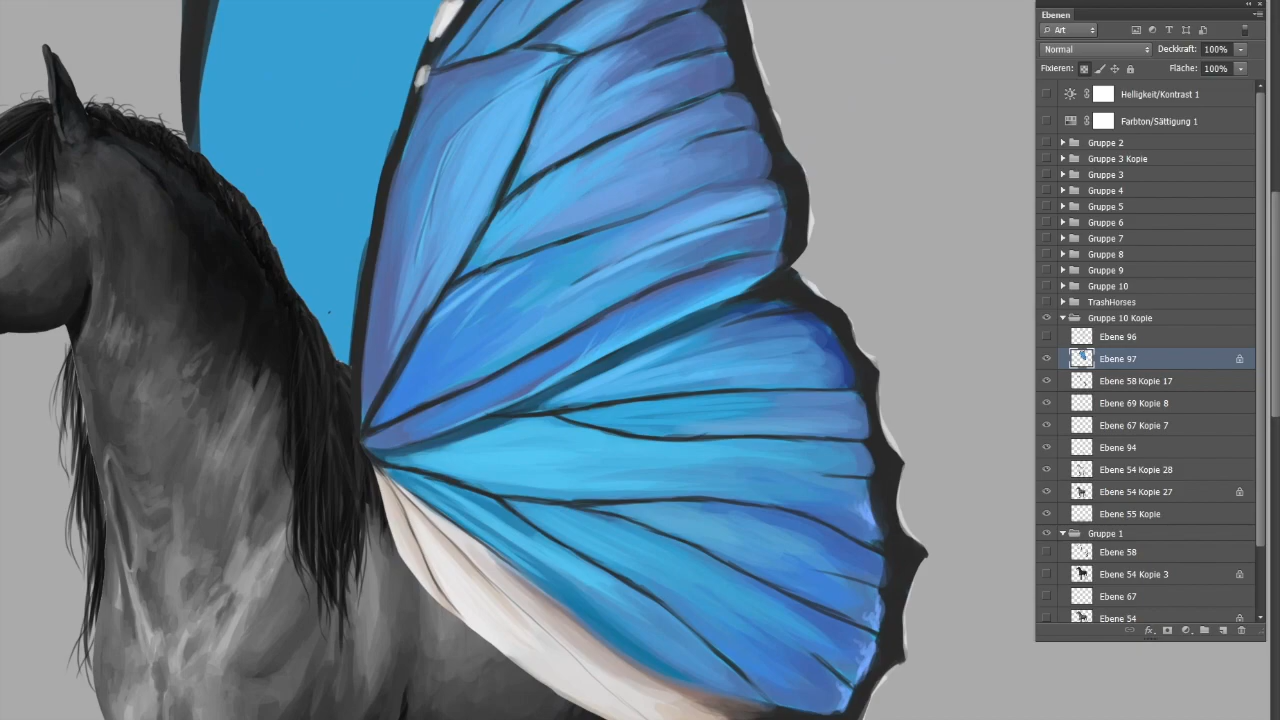 Ebenen
Art
Normal Deckkraft: 100%
Fixieren: Fläche: 100%
Helligkeit/Kontrast 1
Farbton/Sättigung 1
Gruppe 2
Gruppe 3 Kopie
Gruppe 3
Gruppe 4
Gruppe 5
Gruppe 6
Gruppe 7
Gruppe 8
Gruppe 9
Gruppe 10
TrashHorses
Gruppe 10 Kopie
Ebene 96
Ebene 97
Ebene 58 Kopie 17
Ebene 69 Kopie 8
Ebene 67 Kopie 7
Ebene 94
Ebene 54 Kopie 28
Ebene 54 Kopie 27
Ebene 55 Kopie
Gruppe 1
Ebene 58
Ebene 54 Kopie 3
Ebene 67
Ebene 54
fx